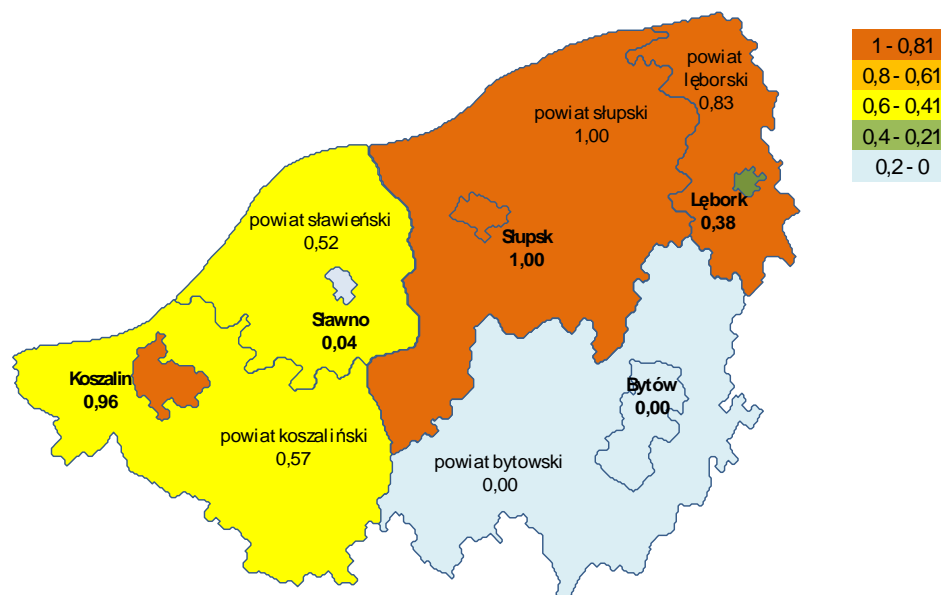 1 - 0,81
0,8 - 0,61
0,6 - 0,41
0,4 - 0,21
0,2 - 0
powiat
lęborski
0,83
powiat słupski
1,00
Lębork
0,38
powiat sławieński
0,52
Słupsk
1,00
Sławno
0,04
Koszalin
0,96
Bytów
0,00
powiat koszaliński
0,57
powiat bytowski
0,00